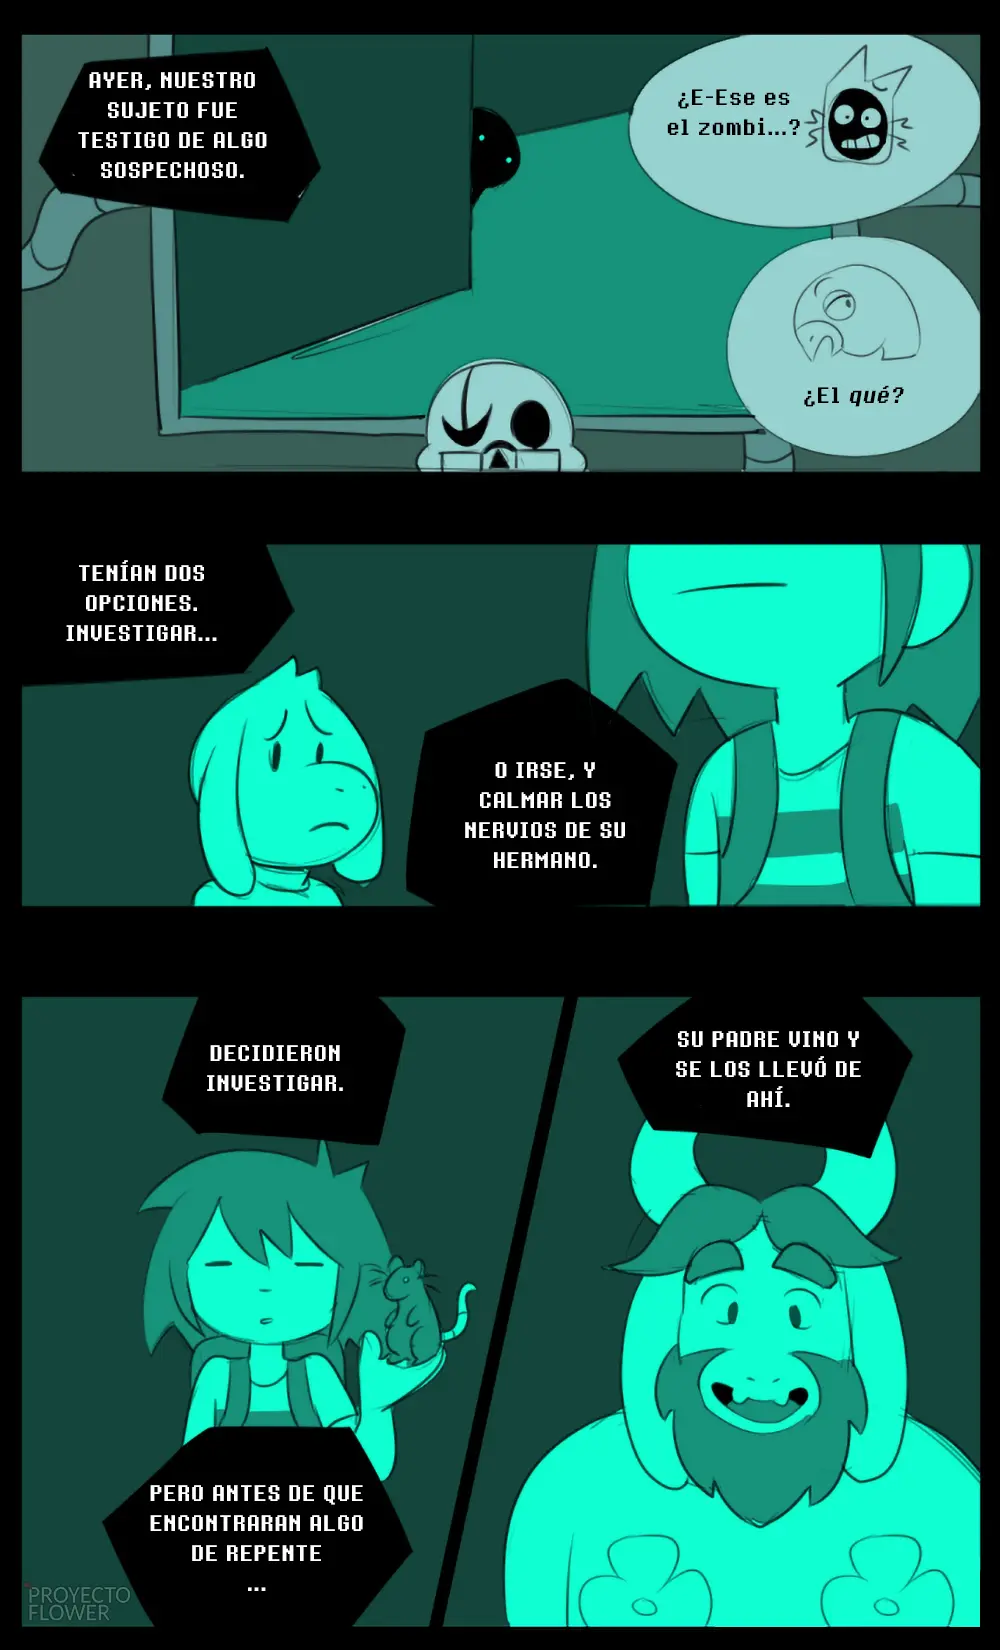 AYER, NUESTRO
SUJETO FUE
TESTIGO DE ALGO
SOSPECHOSO.
¿E-Ese es
el zombi...?
¿El qué?
TENÍAN DOS
OPCIONES.
INVESTIGAR...
O IRSE, Y
CALMAR LOS
NERVIOS DE SU
HERMANO.
DECIDIERON
INVESTIGAR.
PERO ANTES DE QUE
ENCONTRARAN ALGO
DE REPENTE
...
SU PADRE VINO Y
SE LOS LLEVÓ DE
AHÍ.
PROYECTO
FLOWER